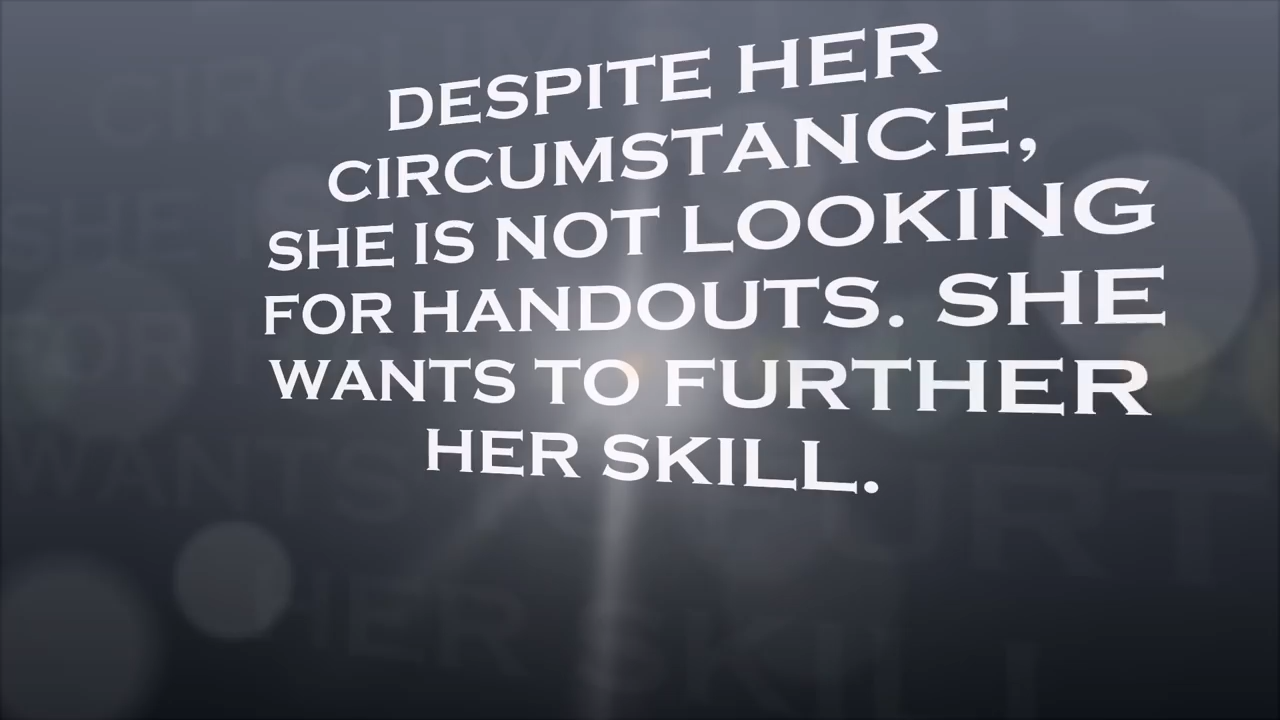 DESPITE HER
CIRCUMSTANCE,
SHE IS NOT LOOKING
FOR HANDOUTS. SHE
WANTS TO FURTHER
HER SKILL.